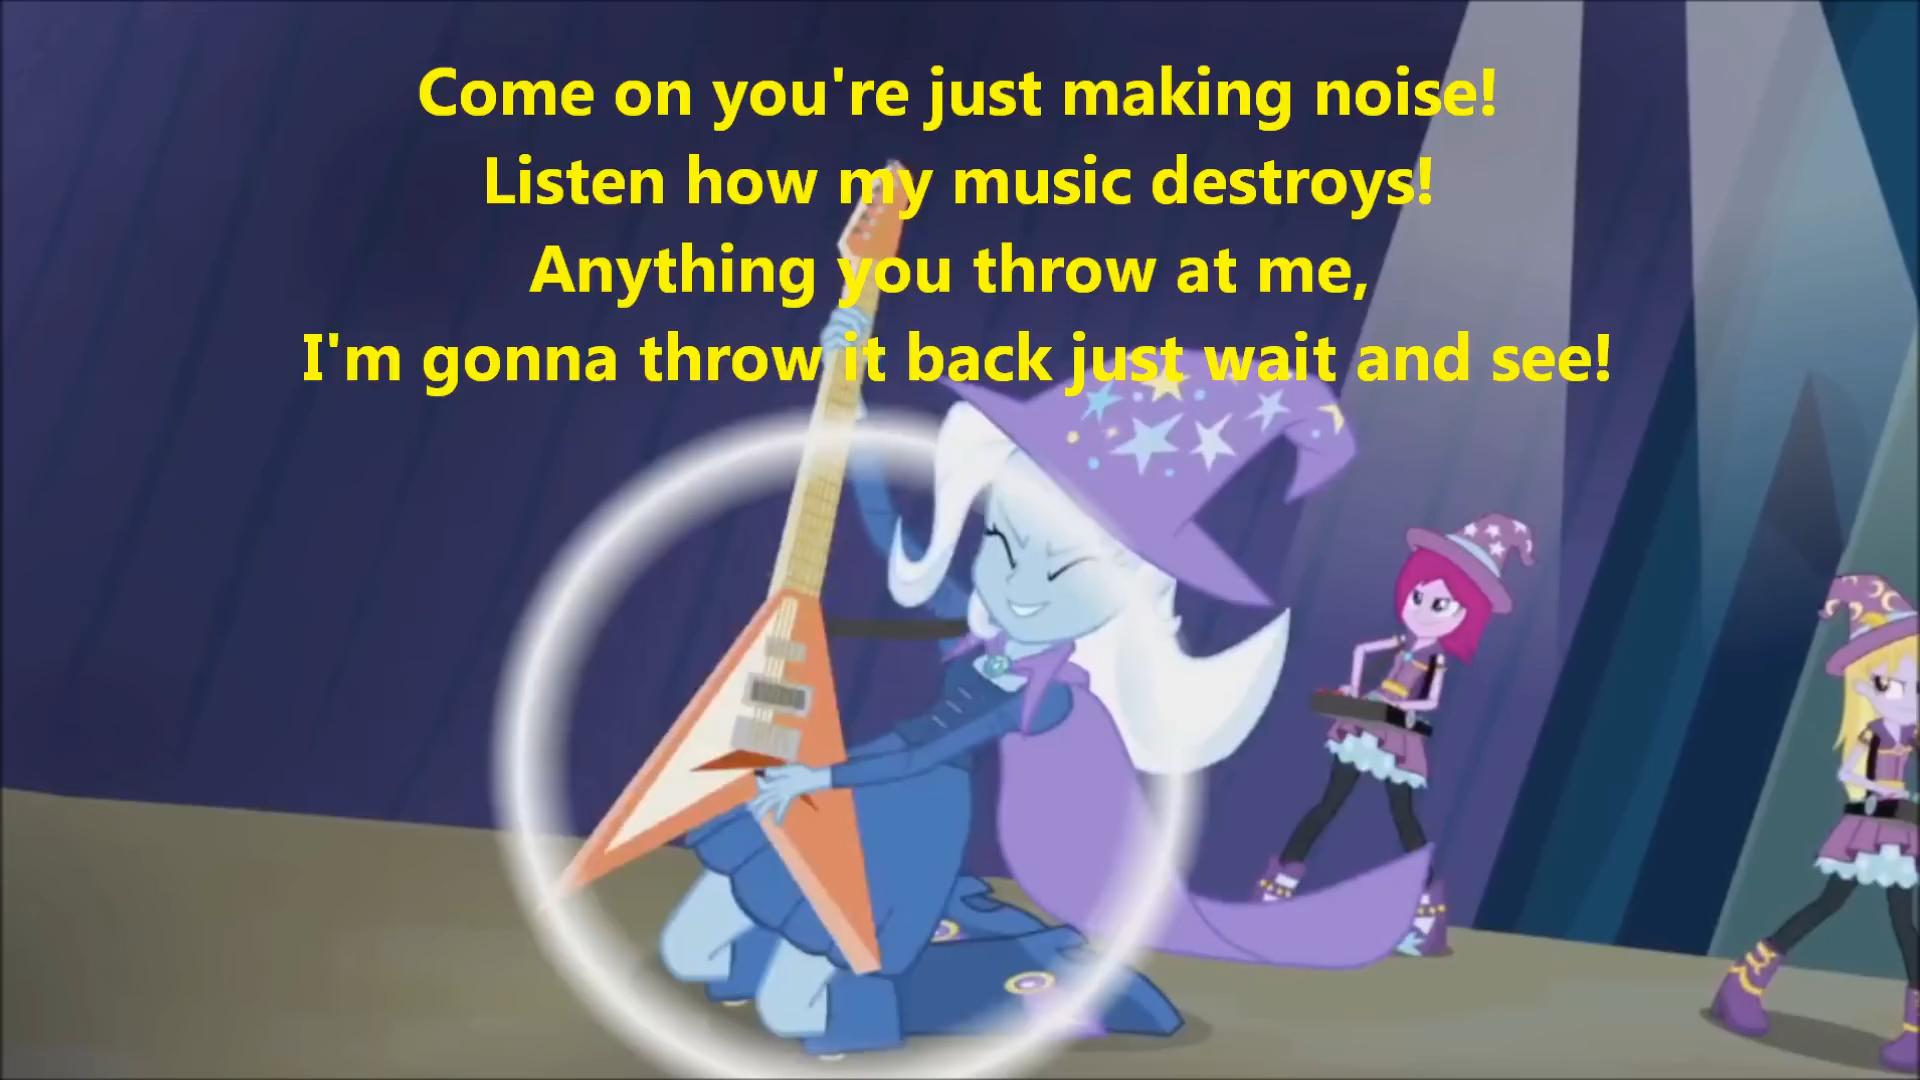 Come on you're just making noise!
Listen how my music destroys!
Anything you throw at me,
I'm gonna throw it back just wait and see!